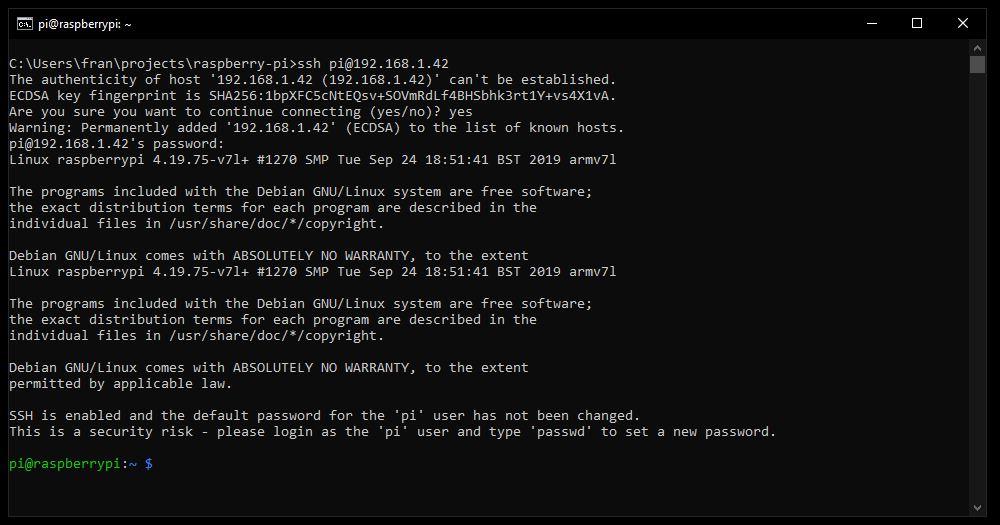 pi@raspberrypi: ~
C:\Users\fran\projects\raspberry-pi>ssh pi@192.168.1.42
The authenticity of host '192.168.1.42 (192.168.1.42)' can't be established.
ECDSA key fingerprint is SHA256:1bpXFC5cNtEQsv+SOVmRdLf4BHSbhk3rt1Y+vs4X1vA.
Are you sure you want to continue connecting (yes/no)? yes
Warning: Permanently added '192.168.1.42' (ECDSA) to the list of known hosts.
pi@192.168.1.42's password:
Linux raspberrypi 4.19.75-v7l+ #1270 SMP Tue Sep 24 18:51:41 BST 2019 armv7l
The programs included with the Debian GNU/Linux system are free software;
the exact distribution terms for each program are described in the
individual files in /usr/share/doc/*/copyright.
Debian GNU/Linux comes with ABSOLUTELY NO WARRANTY, to the extent
Linux raspberrypi 4.19.75-v7l+ #1270 SMP Tue Sep 24 18:51:41 BST 2019 armv7l
The programs included with the Debian GNU/Linux system are free software;
the exact distribution terms for each program are described in the
individual files in /usr/share/doc/*/copyright.
Debian GNU/Linux comes with ABSOLUTELY NO WARRANTY, to the extent
permitted by applicable law.
SSH is enabled and the default password for the 'pi' user has not been changed.
This is a security risk - please login as the 'pi' user and type 'passwd' to set a new password.
pi@raspberrypi:~ $